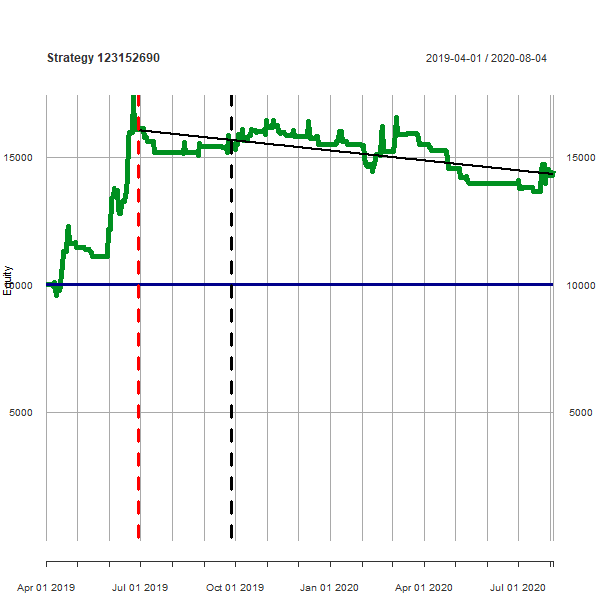 Strategy 123152690
2019-04-01 / 2020-08-04
15000
15000
Equity
10000
10000
5000
5000
Apr 01 2019
Jul 01 2019
Oct 01 2019
Jan 01 2020
Apr 01 2020
Jul 01 2020